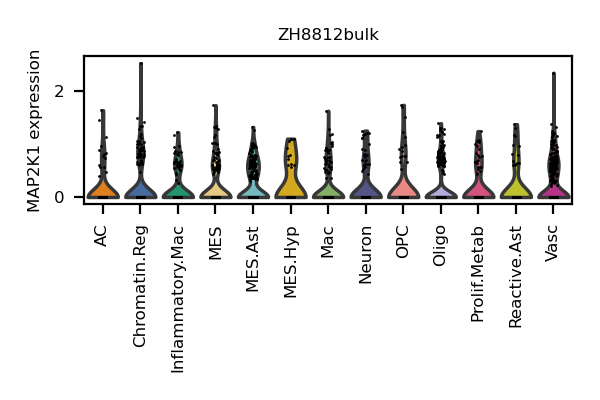 ZH8812bulk
MAP2K1 expression
2
0
AC
Chromatin.Reg
Inflammatory.Mac
MES
MES.Ast
MES.Hyp
Mac
Neuron
OPC
Oligo
Prolif.Metab
Reactive.Ast
Vasc